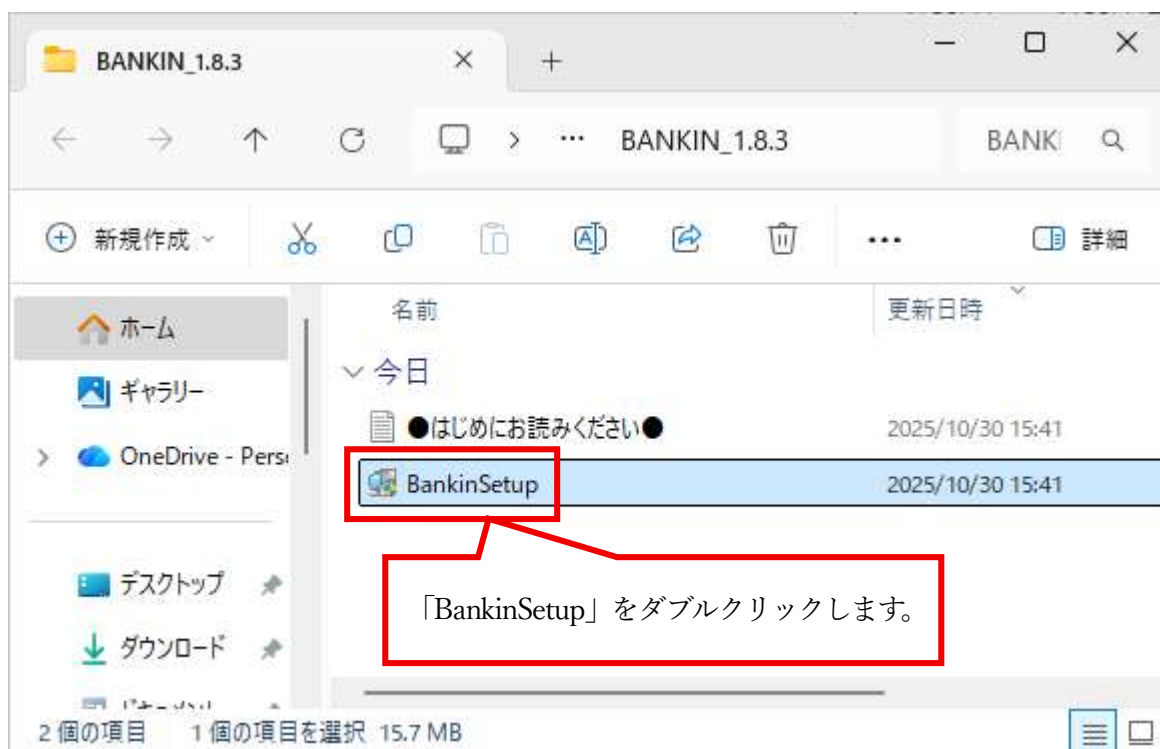 BANKIN_1.8.3
BANKIN_1.8.3
BANK
新規作成
詳細
ホーム
ギャラリー
OneDrive - Pers
デスクトップ
ダウンロード
名前
更新日時
今日
●はじめにお読みください●
2025/10/30 15:41
BankinSetup
2025/10/30 15:41
「BankinSetup」をダブルクリックします。
2 個の項目
1 個の項目を選択 15.7 MB